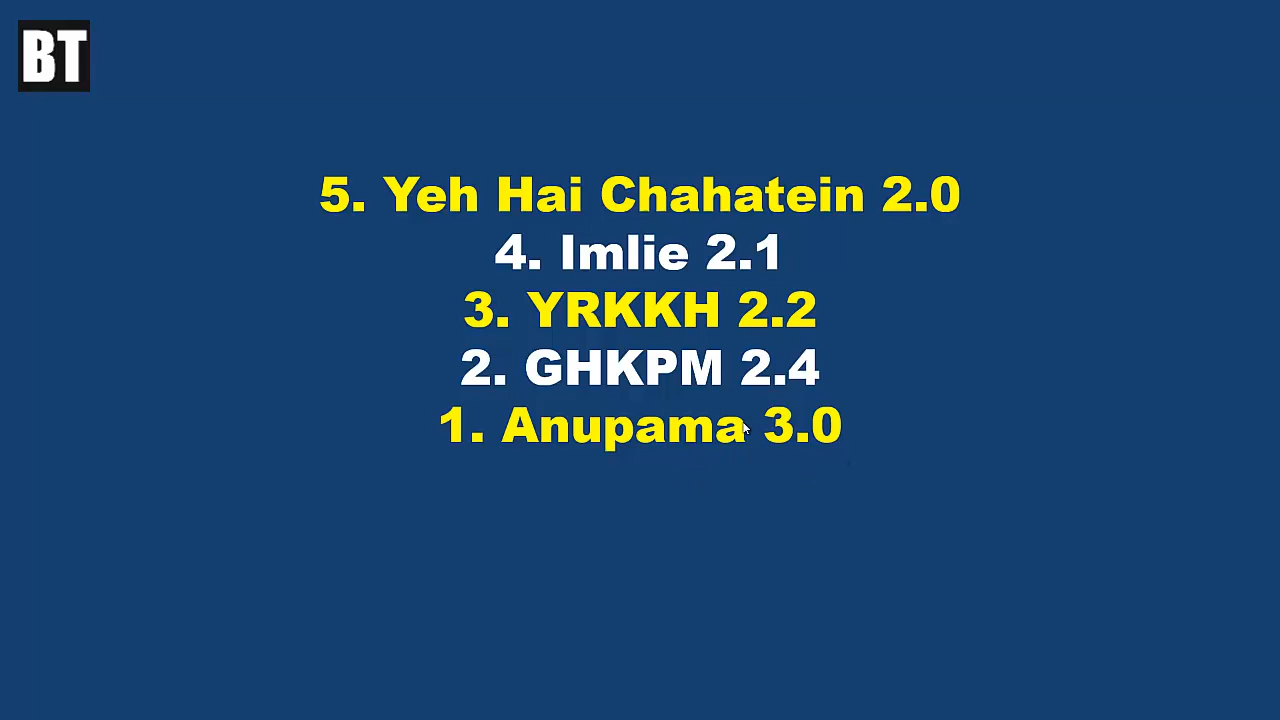 BT
5. Yeh Hai Chahatein 2.0
4. Imlie 2.1
3. YRKKH 2.2
2. GHKPM 2.4
1. Anupama 3.0